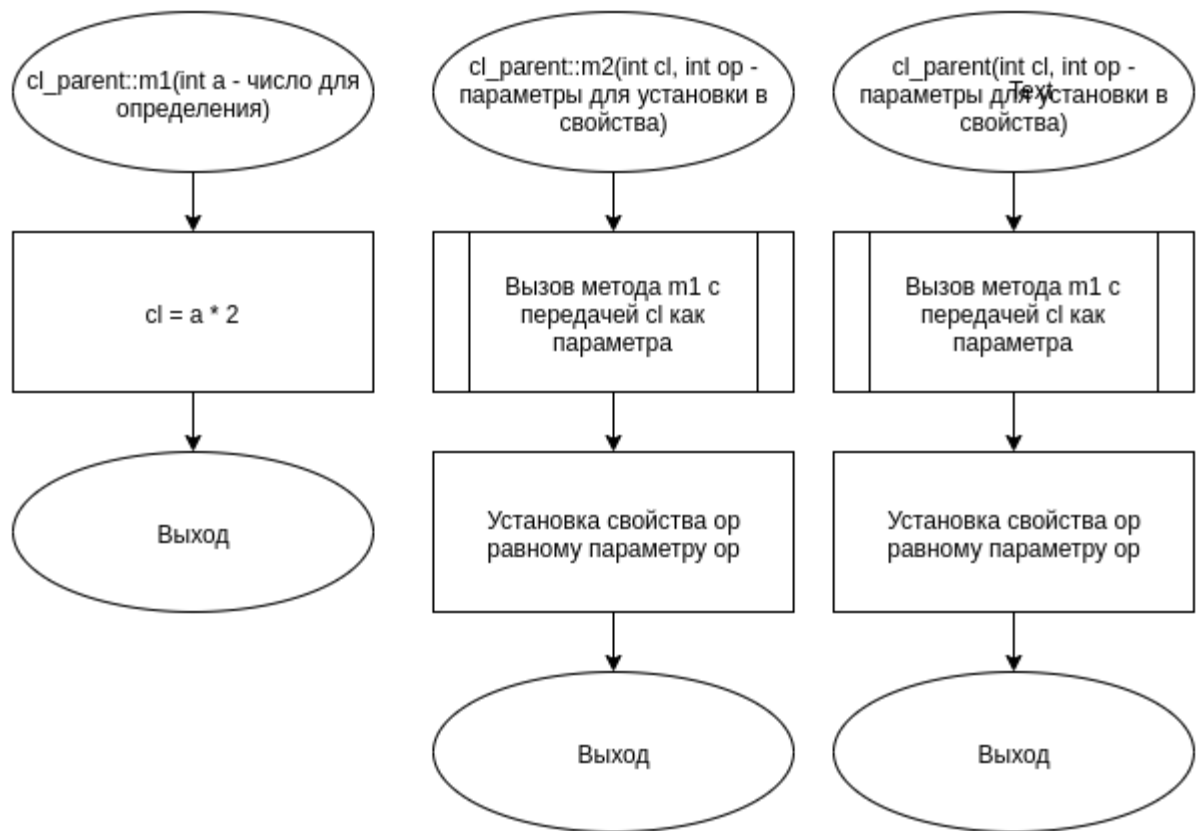 cl_parent::m1(int a - число для
определения)
cl = a * 2
Выход
cl_parent::m2(int cl, int op -
параметры для установки в
свойства)
Вызов метода m1 с
передачей cl как
параметра
Установка свойства op
равному параметру op
Выход
cl_parent(int cl, int op -
Text
параметры для установки в
свойства)
Вызов метода m1 с
передачей cl как
параметра
Установка свойства op
равному параметру op
Выход